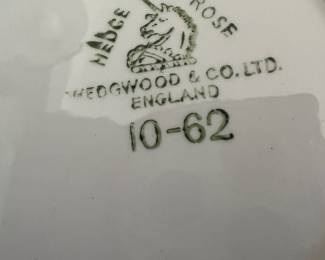 HEDGE ROSE
WEDGWOOD & CO. LTD.
ENGLAND
10-62